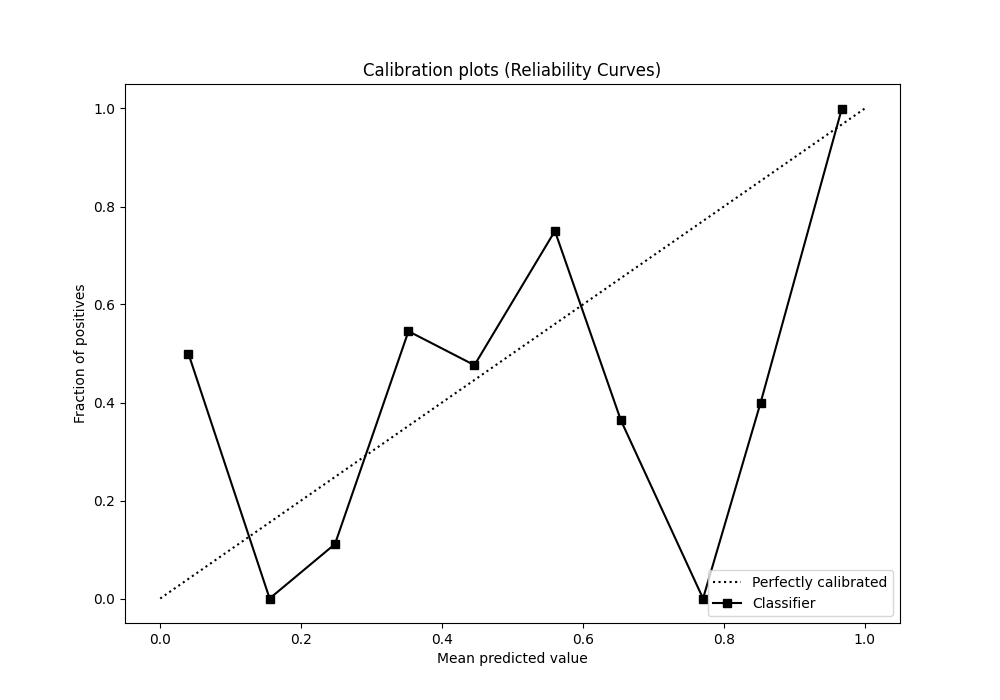 Calibration plots (Reliability Curves)
Fraction of positives
1.0
0.8
0.6
0.4
0.2
0.0
0.0 0.2 0.4 0.6 0.8 1.0
Mean predicted value
Perfectly calibrated
Classifier